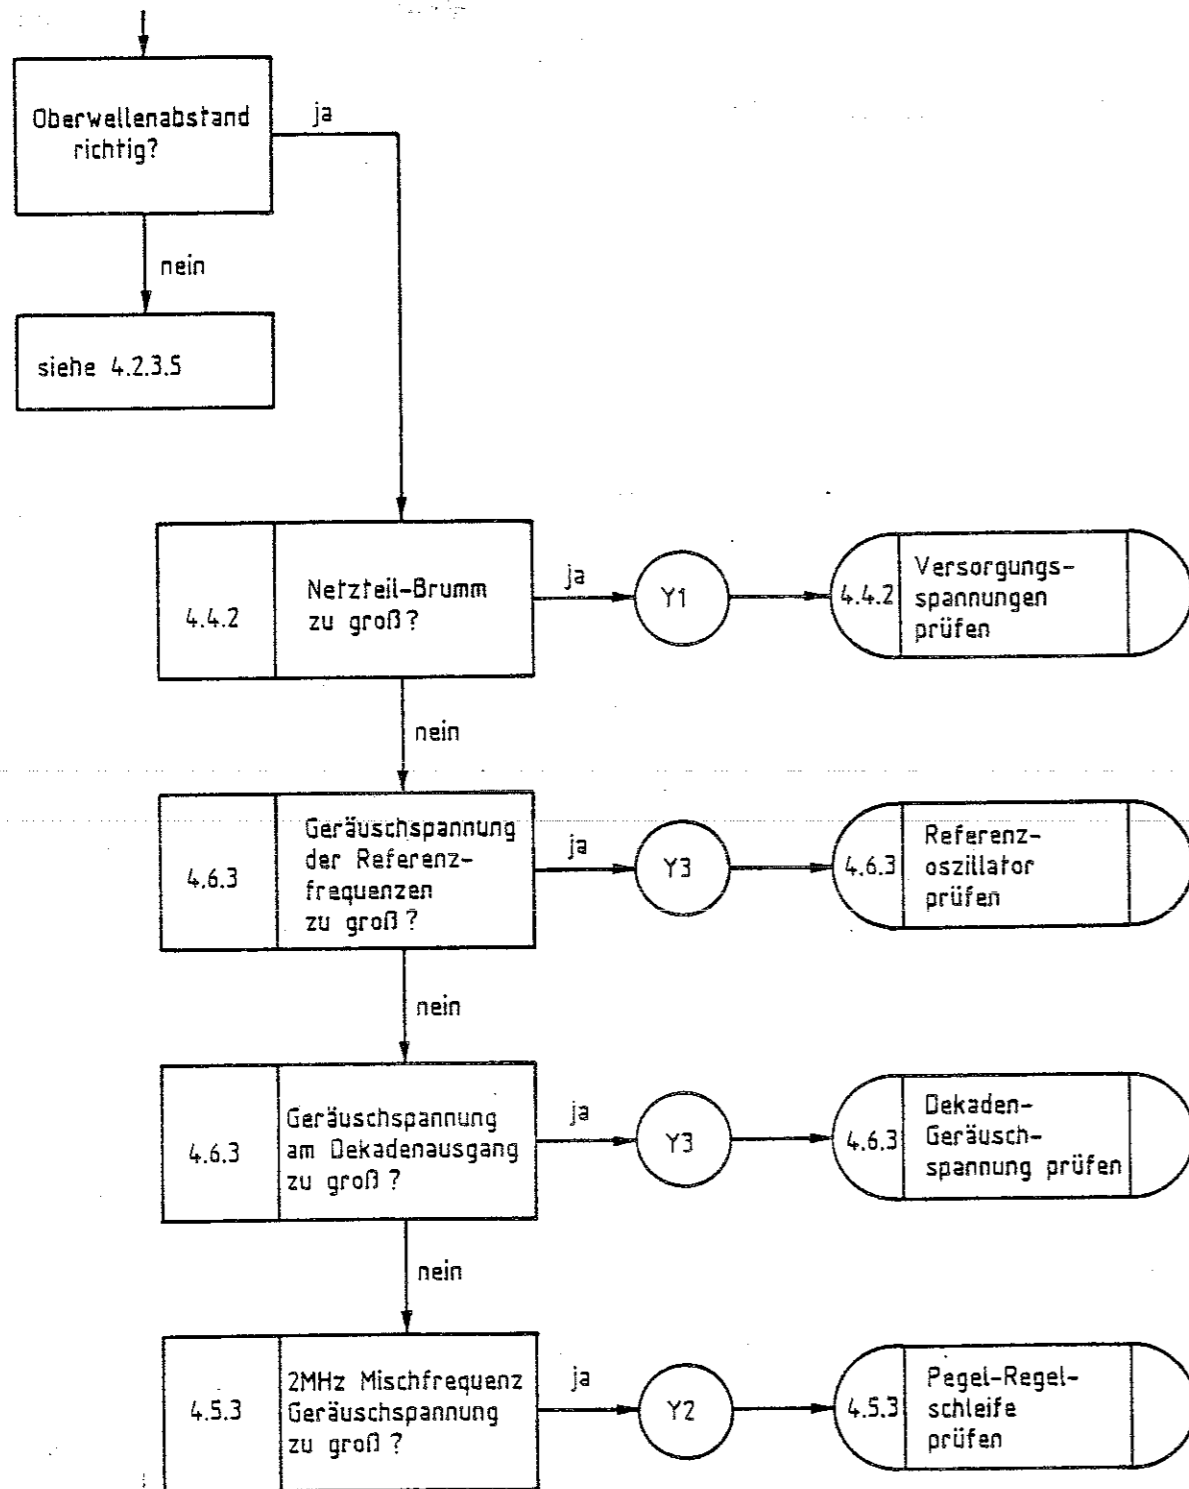 Oberwellenabstand
richtig?
ja
nein
siehe 4.2.3.5
4.4.2
Netzteil-Brumm
zu groß?
ja
Y1
4.4.2
Versorgungs-
spannungen
prüfen
nein
4.6.3
Geräuschspannung
der Referenz-
frequenzen
zu groß?
ja
Y3
4.6.3
Referenz-
oszillator
prüfen
nein
4.6.3
Geräuschspannung
am Dekadenausgang
zu groß?
ja
Y3
4.6.3
Dekaden-
Geräusch-
spannung prüfen
nein
4.5.3
2MHz Mischfrequenz
Geräuschspannung
zu groß?
ja
Y2
4.5.3
Pegel-Regel-
schleife
prüfen